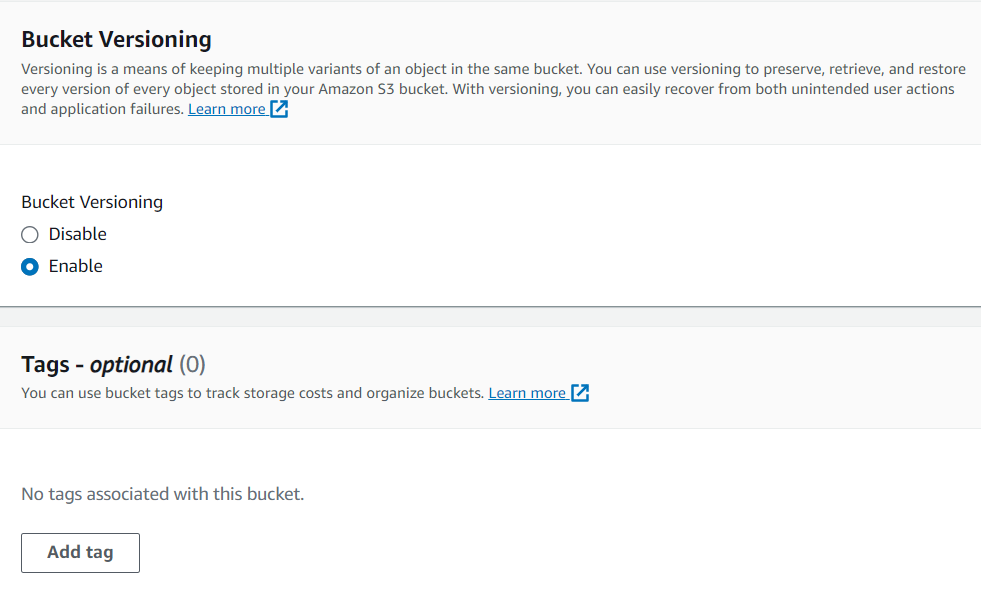 Bucket Versioning
Versioning is a means of keeping multiple variants of an object in the same bucket. You can use versioning to preserve, retrieve, and restore
every version of every object stored in your Amazon S3 bucket. With versioning, you can easily recover from both unintended user actions
and application failures. Learn more
Bucket Versioning
Disable
Enable
Tags - optional (0)
You can use bucket tags to track storage costs and organize buckets. Learn more
No tags associated with this bucket.
Add tag